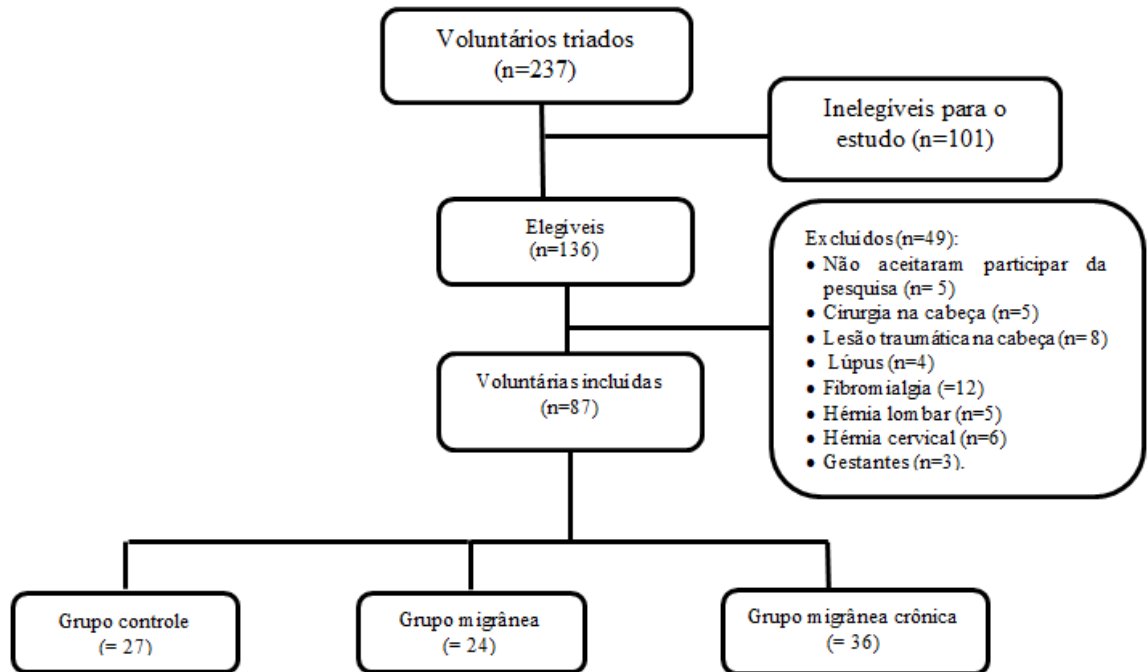 Voluntários triados
(n=237)
Inelegíveis para o
estudo (n=101)
Elegíveis
(n=136)
Excluídos (n=49):
• Não aceitaram participar da
pesquisa (n= 5)
• Cirurgia na cabeça (n=5)
• Lesão traumática na cabeça (n= 8)
• Lúpus (n=4)
• Fibromialgia (=12)
• Hérnia lombar (n=5)
• Hérnia cervical (n=6)
• Gestantes (n=3).
Voluntárias incluídas
(n=87)
Grupo controle
(= 27)
Grupo migrânea
(= 24)
Grupo migrânea crônica
(= 36)